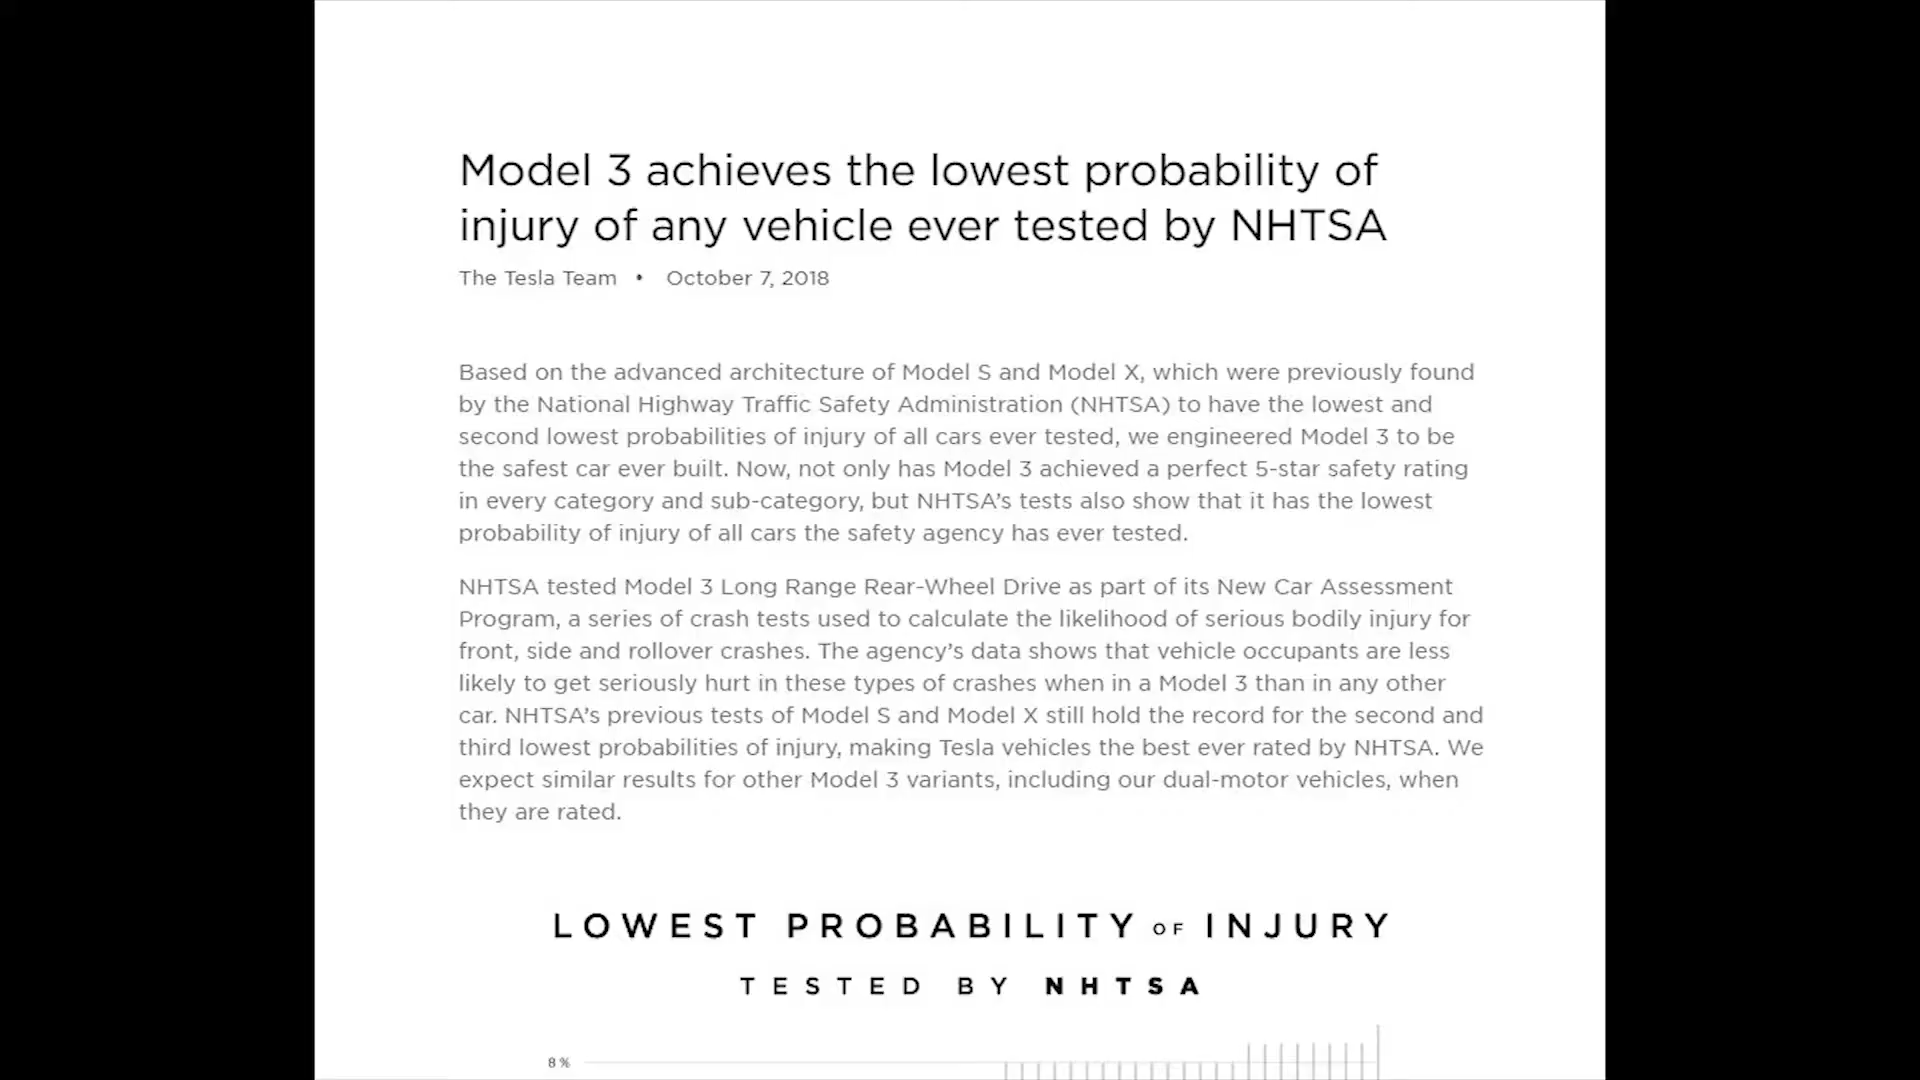 Model 3 achieves the lowest probability of
injury of any vehicle ever tested by NHTSA
The Tesla Team • October 7, 2018
Based on the advanced architecture of Model S and Model X, which were previously found
by the National Highway Traffic Safety Administration (NHTSA) to have the lowest and
second lowest probabilities of injury of all cars ever tested, we engineered Model 3 to be
the safest car ever built. Now, not only has Model 3 achieved a perfect 5-star safety rating
in every category and sub-category, but NHTSA’s tests also show that it has the lowest
probability of injury of all cars the safety agency has ever tested.
NHTSA tested Model 3 Long Range Rear-Wheel Drive as part of its New Car Assessment
Program, a series of crash tests used to calculate the likelihood of serious bodily injury for
front, side and rollover crashes. The agency’s data shows that vehicle occupants are less
likely to get seriously hurt in these types of crashes when in a Model 3 than in any other
car. NHTSA’s previous tests of Model S and Model X still hold the record for the second and
third lowest probabilities of injury, making Tesla vehicles the best ever rated by NHTSA. We
expect similar results for other Model 3 variants, including our dual-motor vehicles, when
they are rated.
LOWEST PROBABILITY OF INJURY
TESTED BY NHTSA
8 %